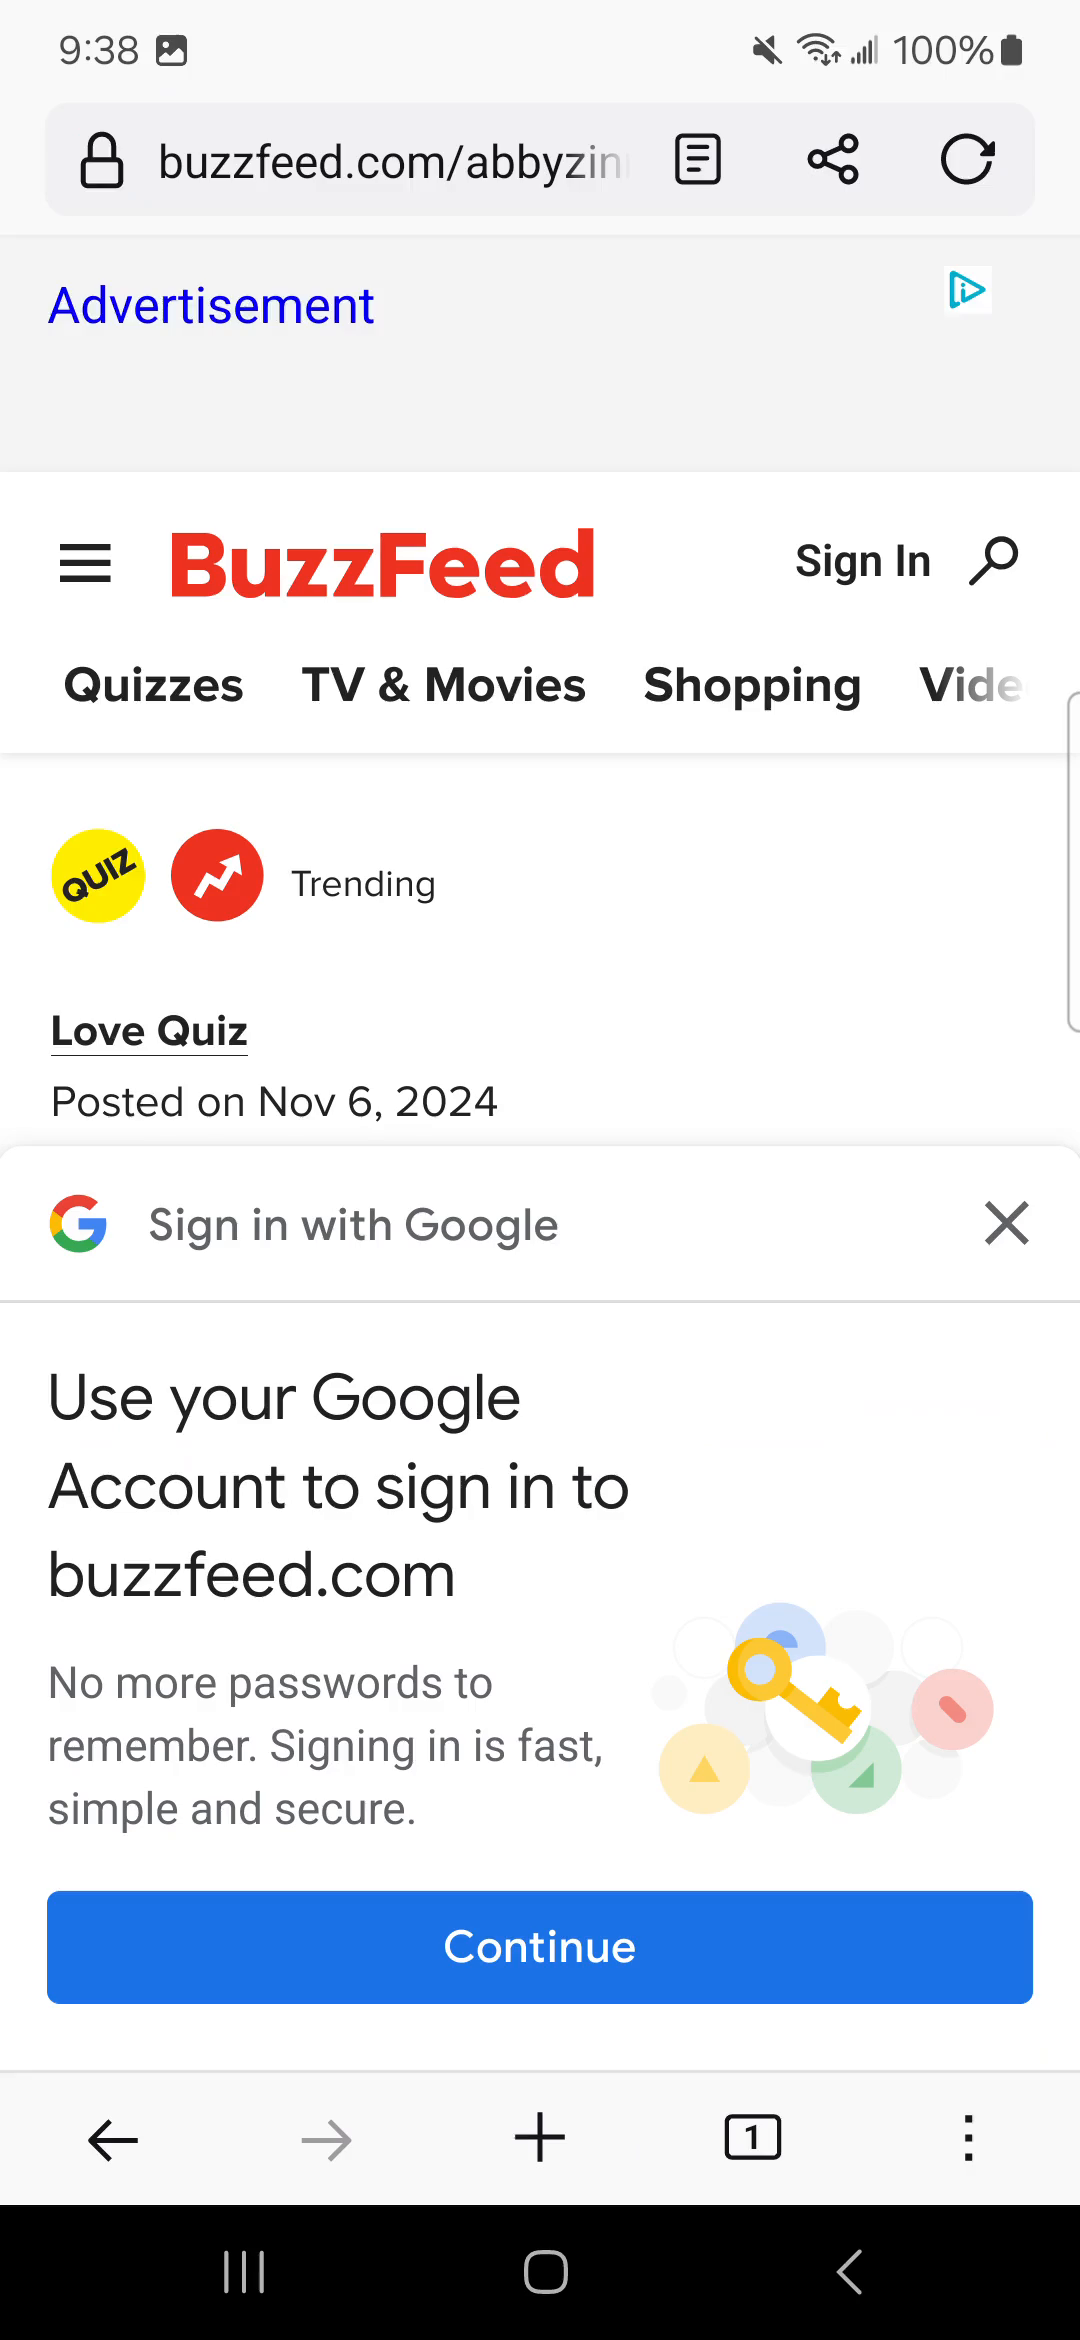 9:38
100%
buzzfeed.com/abbyzin
Advertisement
BuzzFeed
Sign In
Quizzes TV & Movies Shopping Vide
QUIZ
Trending
Love Quiz
Posted on Nov 6, 2024
Sign in with Google
Use your Google
Account to sign in to
buzzfeed.com
No more passwords to
remember. Signing in is fast,
simple and secure.
Continue
1